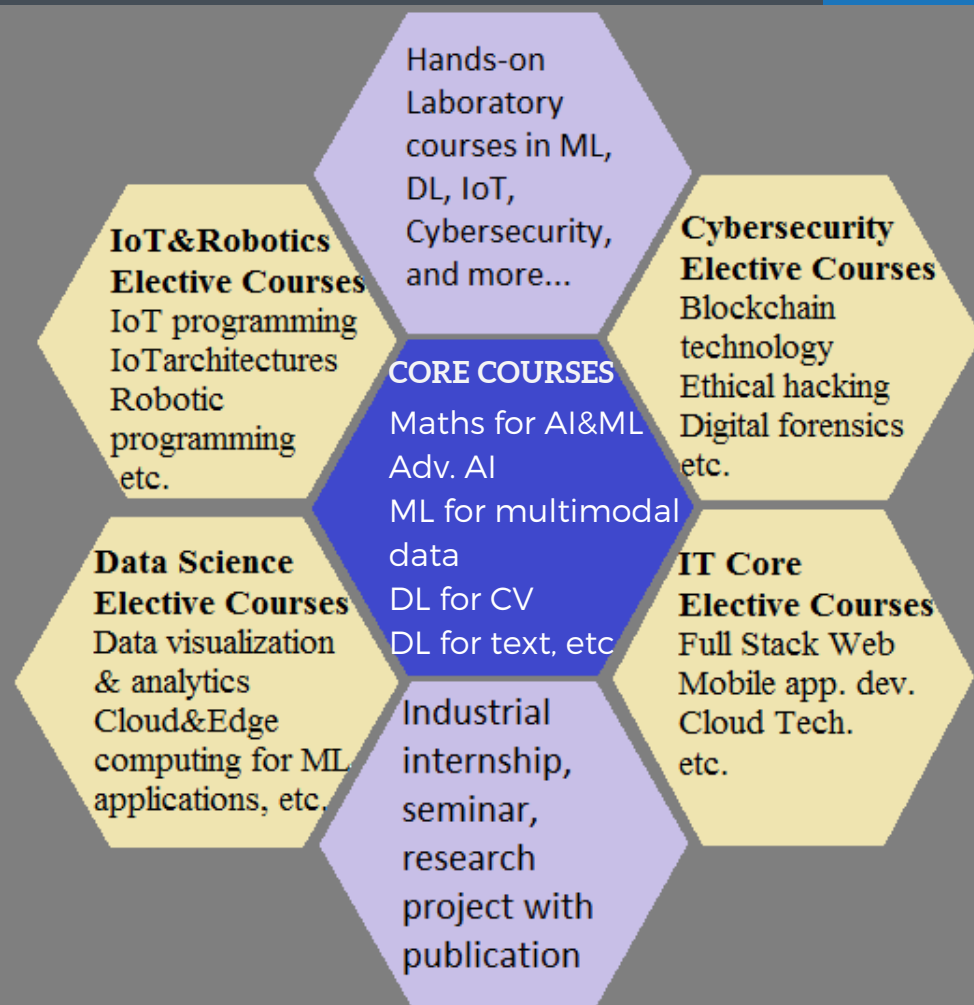 Hands-on
Laboratory
courses in ML,
DL, IoT,
Cybersecurity,
and more...
IoT&Robotics
Elective Courses
IoT programming
IoTarchitectures
Robotic
programming
etc.
Cybersecurity
Elective Courses
Blockchain
technology
Ethical hacking
Digital forensics
etc.
CORE COURSES
Maths for AI&ML
Adv. AI
ML for multimodal
data
DL for CV
DL for text, etc
Data Science
Elective Courses
Data visualization
& analytics
Cloud&Edge
computing for ML
applications, etc.
IT Core
Elective Courses
Full Stack Web
Mobile app. dev.
Cloud Tech.
etc.
Industrial
internship,
seminar,
research
project with
publication